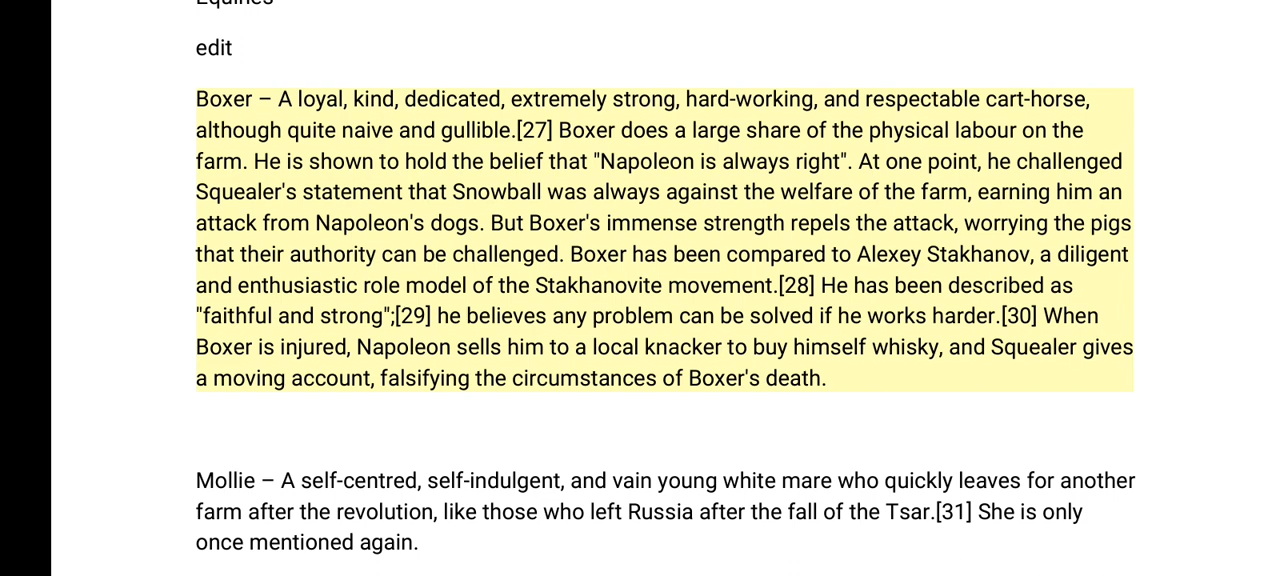 Equines
edit
Boxer – A loyal, kind, dedicated, extremely strong, hard-working, and respectable cart-horse,
although quite naive and gullible.[27] Boxer does a large share of the physical labour on the
farm. He is shown to hold the belief that "Napoleon is always right". At one point, he challenged
Squealer's statement that Snowball was always against the welfare of the farm, earning him an
attack from Napoleon's dogs. But Boxer's immense strength repels the attack, worrying the pigs
that their authority can be challenged. Boxer has been compared to Alexey Stakhanov, a diligent
and enthusiastic role model of the Stakhanovite movement.[28] He has been described as
"faithful and strong";[29] he believes any problem can be solved if he works harder.[30] When
Boxer is injured, Napoleon sells him to a local knacker to buy himself whisky, and Squealer gives
a moving account, falsifying the circumstances of Boxer's death.
Mollie – A self-centred, self-indulgent, and vain young white mare who quickly leaves for another
farm after the revolution, like those who left Russia after the fall of the Tsar.[31] She is only
once mentioned again.